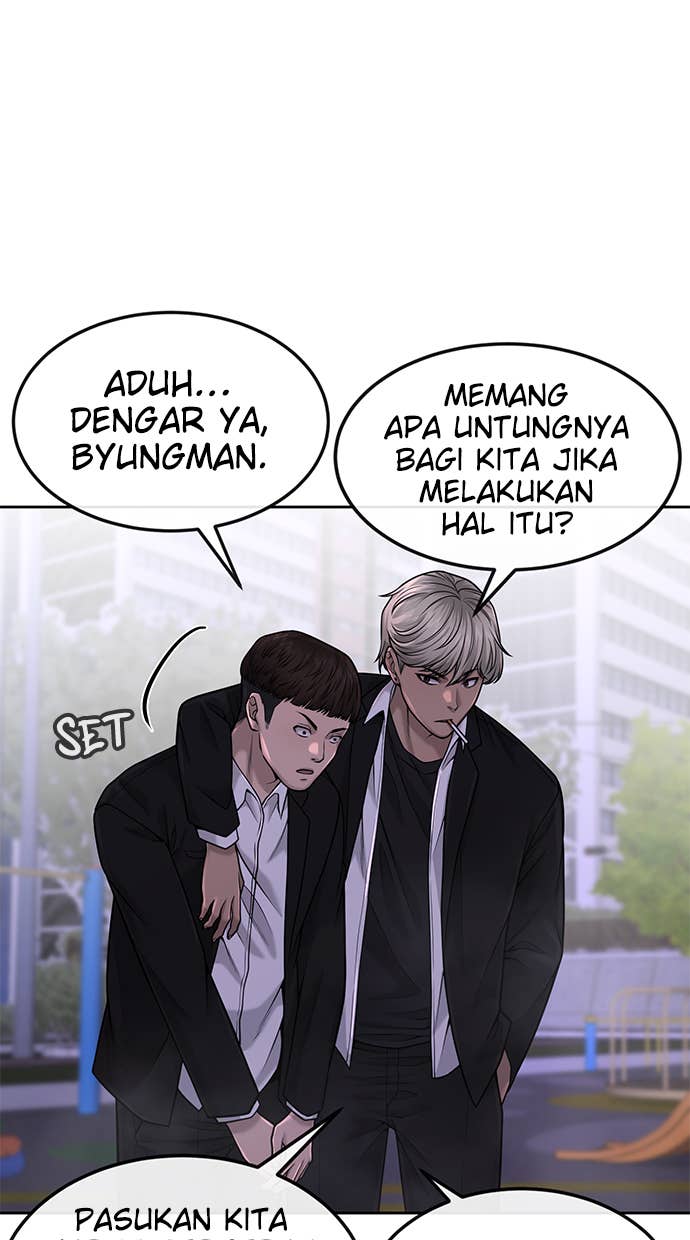 ADUH...
DENGAR YA,
BYUNGMAN.
MEMANG
APA UNTUNGNYA
BAGI KITA JIKA
MELAKUKAN
HAL ITU?
SET
PASUKAN KITA